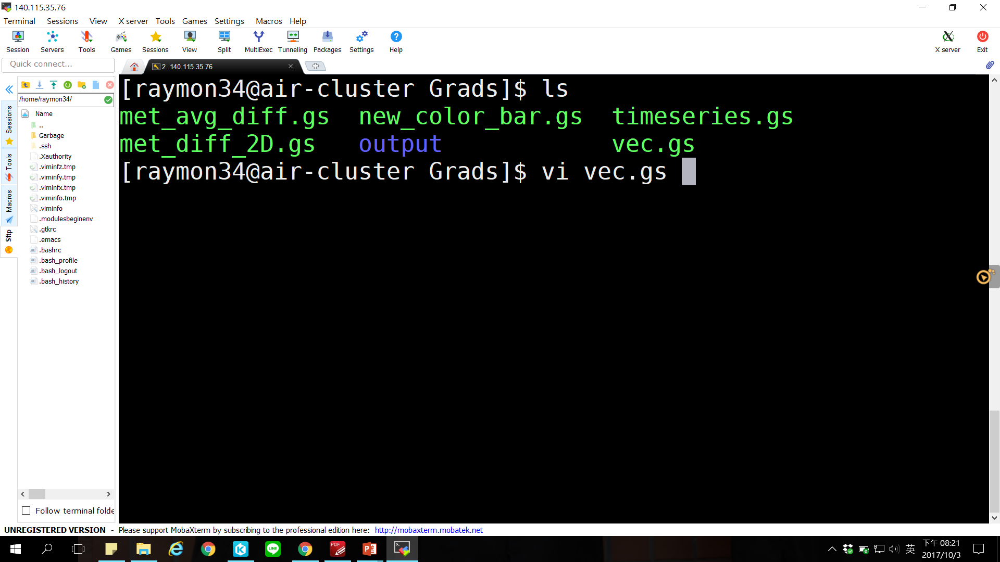 140.115.35.76
Terminal Sessions View X server Tools Games Settings Macros Help
Session Servers Tools Games Sessions View Split MultiExec Tunneling Packages Settings Help X server Exit
Quick connect...
2. 140.115.35.76
/home/raymon34/
Name
..
Garbage
.ssh
.Xauthority
.viminfz.tmp
.viminfy.tmp
.viminfx.tmp
.viminfo.tmp
.viminfo
.modulesbeginenv
.gtkrc
.emacs
.bashrc
.bash_profile
.bash_logout
.bash_history
Sessions
Tools
Macros
Sftp
Follow terminal folde
[raymon34@air-cluster Grads]$ ls
met_avg_diff.gs new_color_bar.gs timeseries.gs
met_diff_2D.gs output vec.gs
[raymon34@air-cluster Grads]$ vi vec.gs
UNREGISTERED VERSION - Please support MobaXterm by subscribing to the professional edition here: http://mobaxterm.mobatek.net
LINE
PDF
英
下午 08:21
2017/10/3